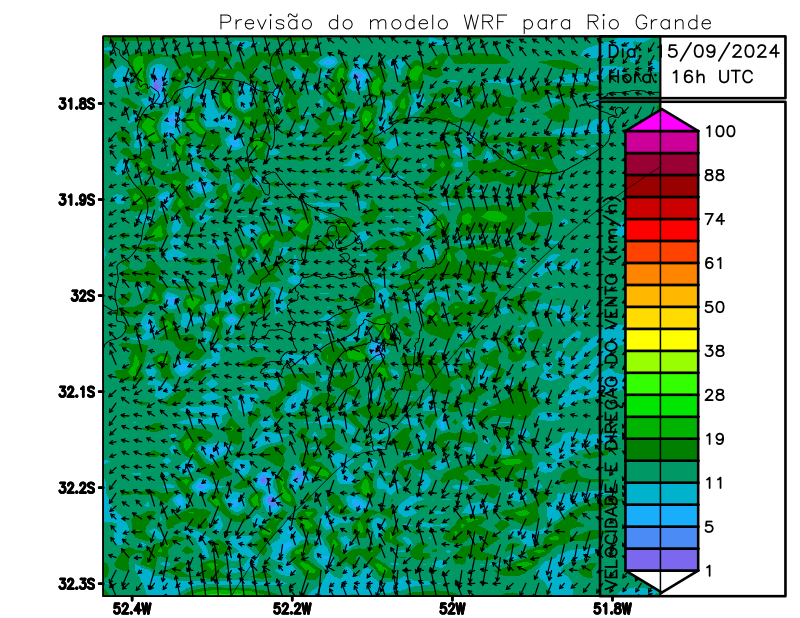 Previsão do modelo WRF para Rio Grande
Dia: 15/09/2024
Hora: 16h UTC
31.8S
31.9S
32S
32.1S
32.2S
32.3S
52.4W
52.2W
52W
51.8W
VELOCIDADE E DIREÇÃO DO VENTO (km/h)
100
88
74
61
50
38
28
19
11
5
1